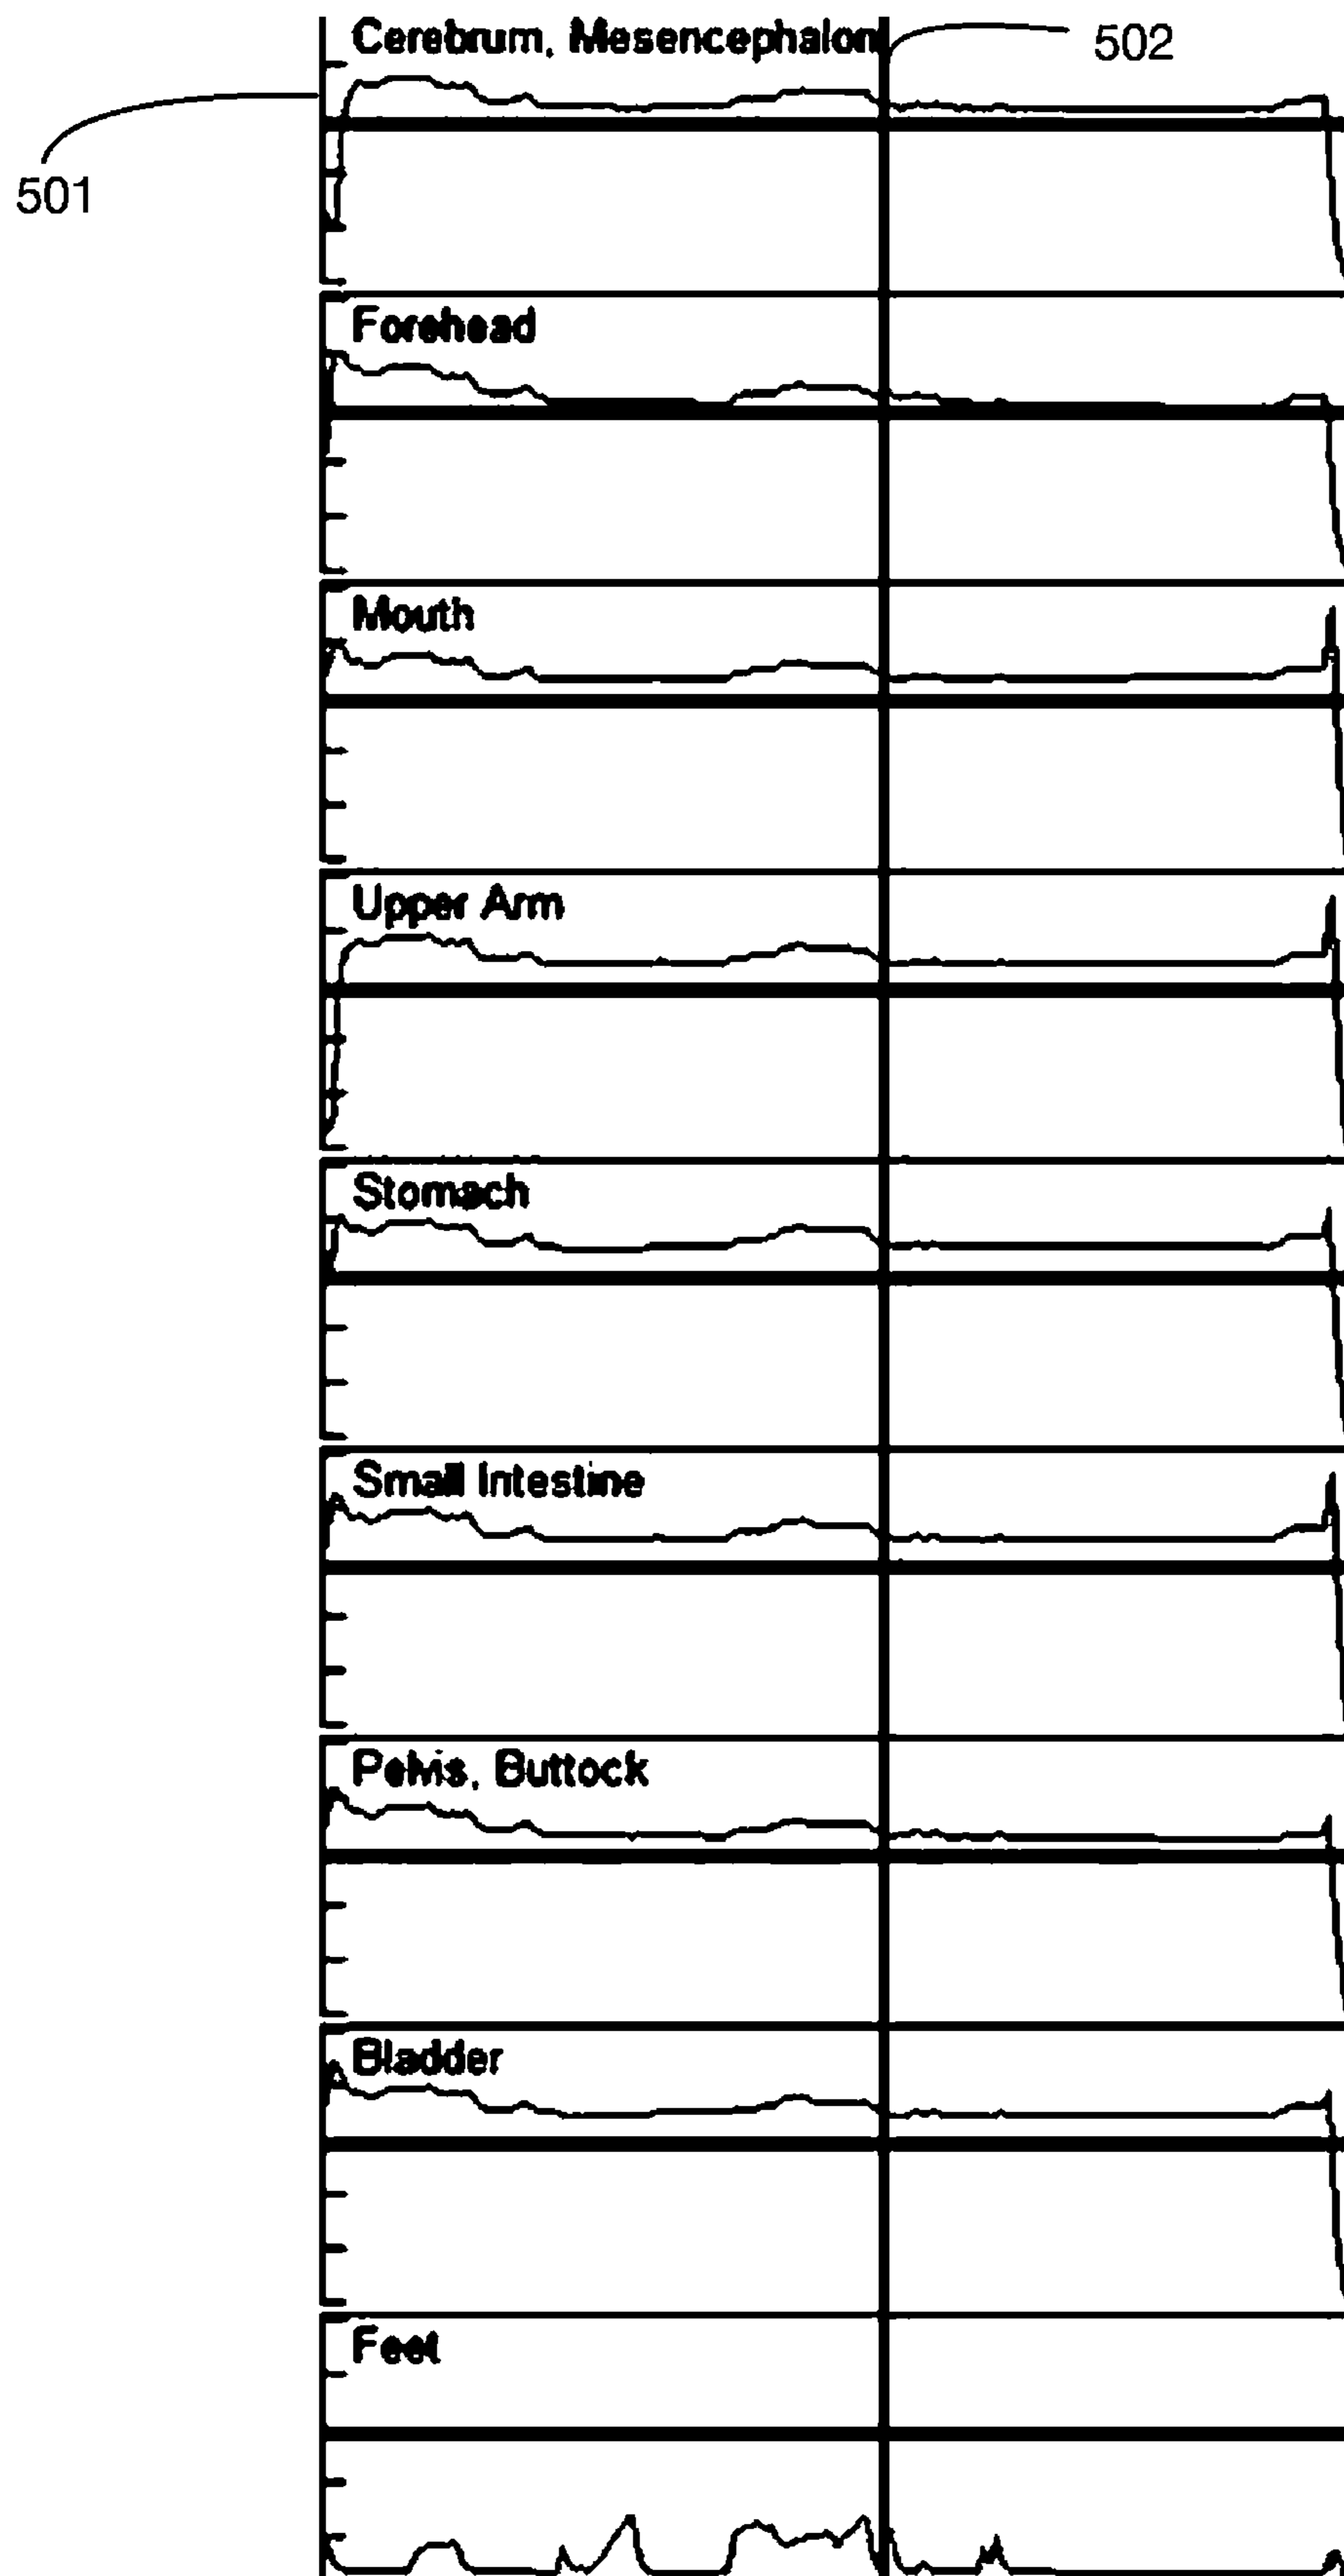 Cerebrum, Mesencephalon
502
501
Forehead
Mouth
Upper Arm
Stomach
Small Intestine
Pelvis, Buttock
Bladder
Feet